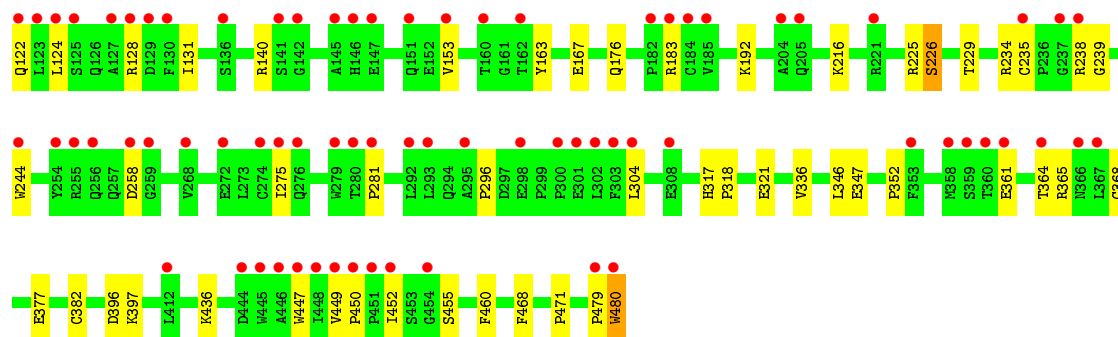 Q122 L123 L124 S125 Q126 A127 R128 D129 F130 I131 S136 R140 S141 G142 A145 H146 E147 Q151 E152 V153 T160 G161 T162 Y163 E167 Q176 P182 R183 C184 V185 K192 A204 Q205 K216 R221 R225 S226 T229 R234 C235 P236 G237 R238 G239
W244 Y254 R255 Q256 Q257 D258 G259 V268 E272 L273 C274 I275 Q276 W279 T280 P281 L292 L293 Q294 A295 P296 D297 E298 P299 P300 E301 L302 F303 L304 E308 H317 P318 E321 V336 L346 E347 P352 F353 M358 S359 T360 E361 T364 R365 N366 L367 C368
E377 C382 D396 K397 L412 K436 D444 W445 A446 W447 I448 V449 P450 P451 I452 S453 G454 S455 F460 F468 P471 P479 W480